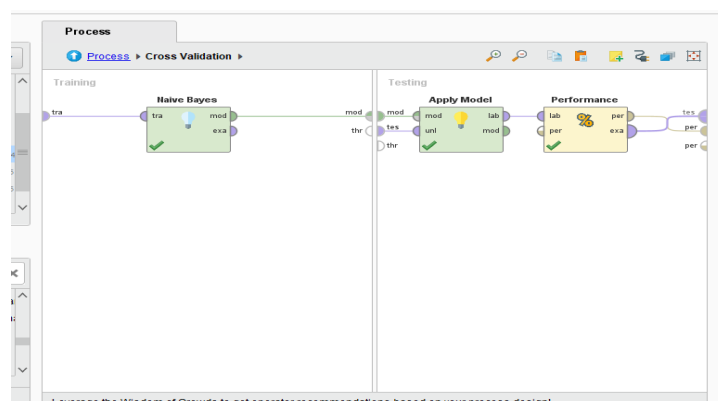 Process
Process ▸ Cross Validation ▸
Training
Testing
Naive Bayes
Apply Model
Performance
tra
tra
mod
exa
mod
thr
mod
tes
thr
mod
unl
lab
mod
lab
per
per
exa
tes
per
per